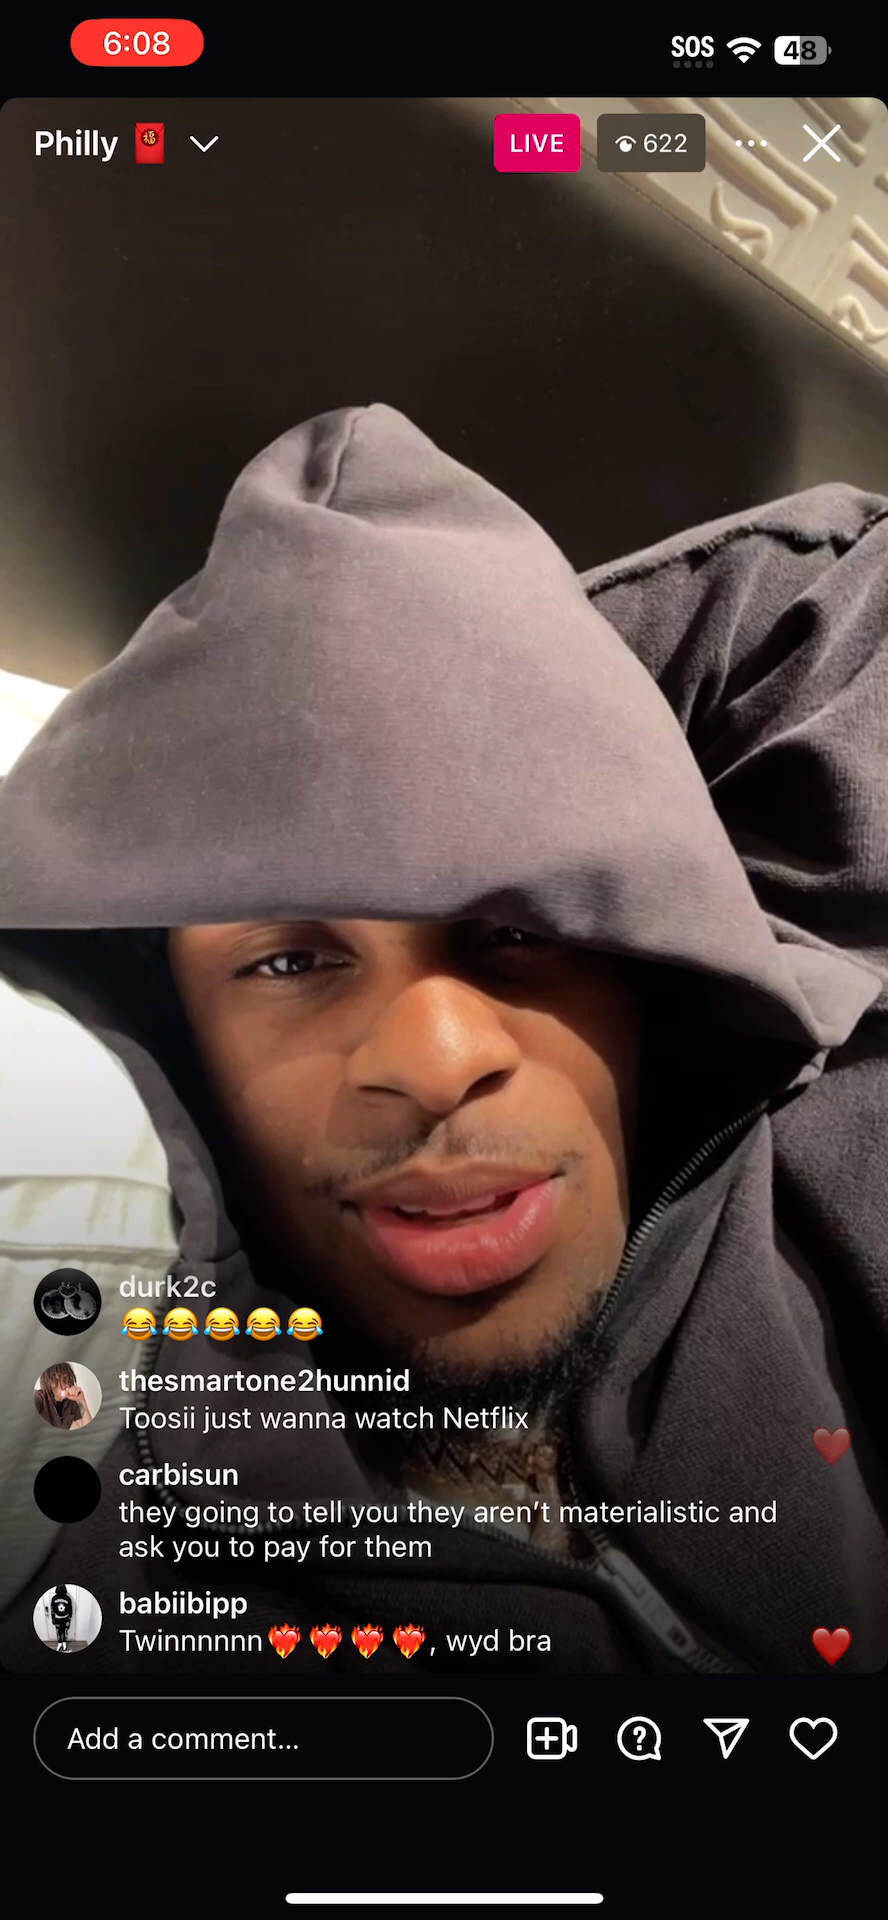 6:08
SOS
48
Philly 🧧
LIVE
622
durk2c
😂😂😂😂😂
thesmartone2hunnid
Toosii just wanna watch Netflix
carbisun
they going to tell you they aren’t materialistic and
ask you to pay for them
babiibipp
Twinnnnnn❤️‍🔥❤️‍🔥❤️‍🔥❤️‍🔥, wyd bra
Add a comment...